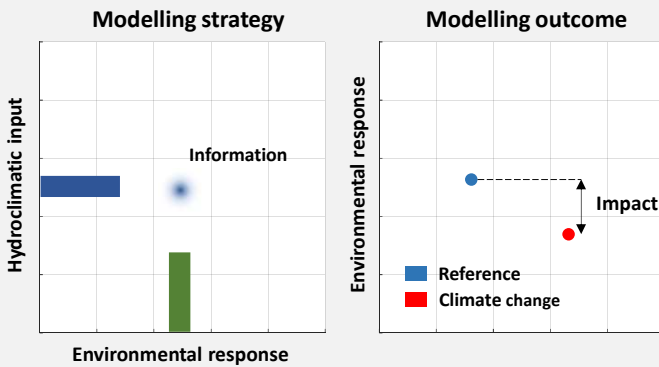 Modelling strategy
Hydroclimatic input
Information
Environmental response
Modelling outcome
Environmental response
Impact
Reference
Climate change